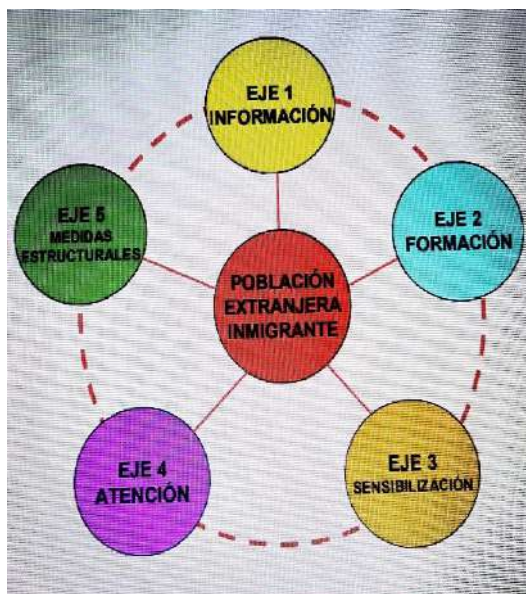 EJE 1
INFORMACIÓN
EJE 2
FORMACIÓN
EJE 3
SENSIBILIZACIÓN
EJE 4
ATENCIÓN
EJE 5
MEDIDAS
ESTRUCTURALES
POBLACIÓN
EXTRANJERA
INMIGRANTE